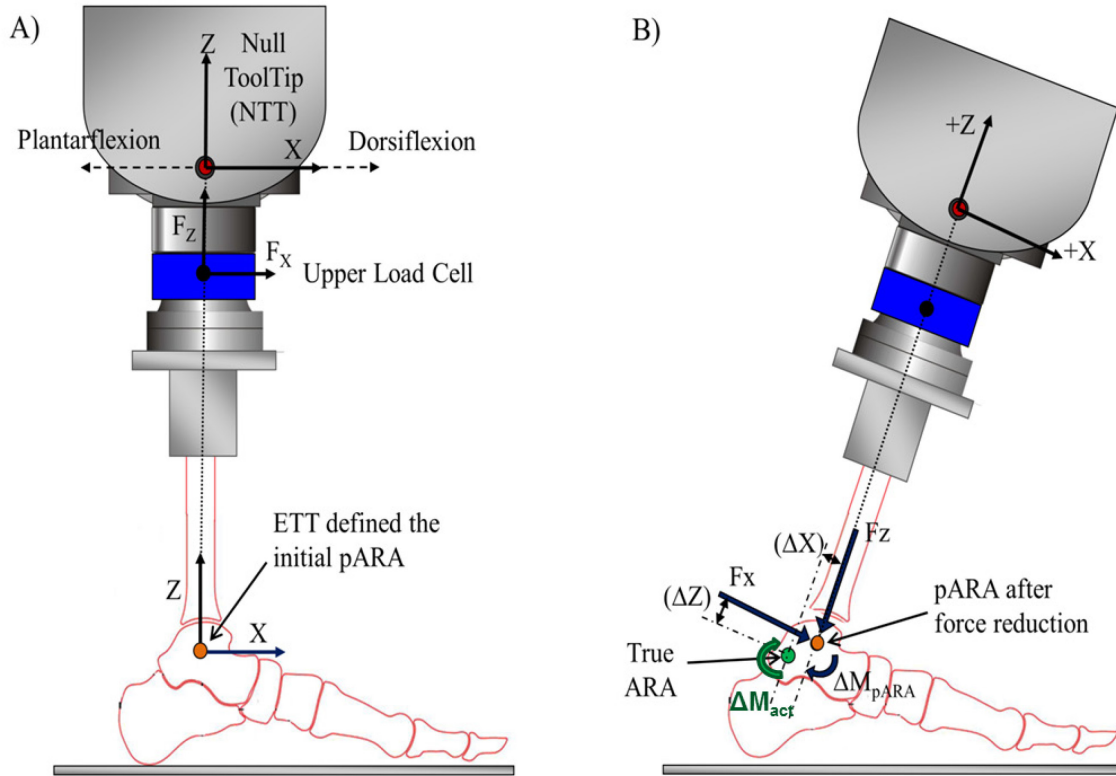 A)
Z
Null
ToolTip
(NTT)
Plantarflexion
X
Dorsiflexion
F_Z
F_X
Upper Load Cell
ETT defined the
initial pARA
Z
X
B)
+Z
+X
(ΔX)
Fz
Fx
(ΔZ)
pARA after
force reduction
True
ARA
ΔM_pARA
ΔM_act